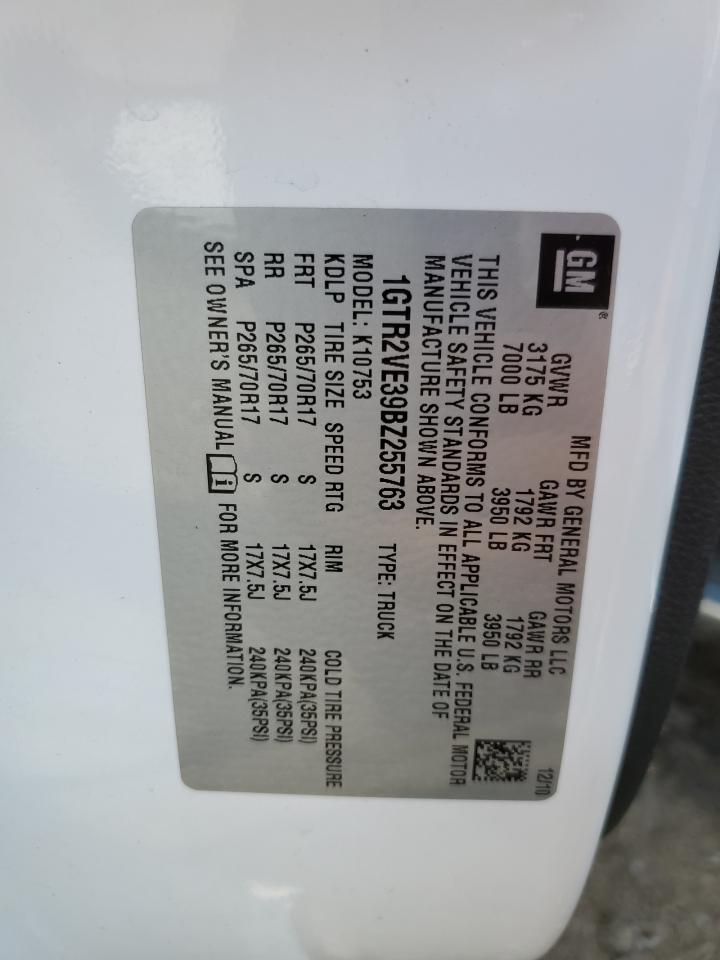 GM®
MFD BY GENERAL MOTORS LLC 12/10
GVWR GAWR FRT GAWR RR
3175 KG 1792 KG 1792 KG
7000 LB 3950 LB 3950 LB
THIS VEHICLE CONFORMS TO ALL APPLICABLE U.S. FEDERAL MOTOR
VEHICLE SAFETY STANDARDS IN EFFECT ON THE DATE OF
MANUFACTURE SHOWN ABOVE.
1GTR2VE39BZ255763 TYPE: TRUCK
MODEL: K10753
KDLP TIRE SIZE SPEED RTG RIM COLD TIRE PRESSURE
FRT P265/70R17 S 17X7.5J 240KPA(35PSI)
RR P265/70R17 S 17X7.5J 240KPA(35PSI)
SPA P265/70R17 S 17X7.5J 240KPA(35PSI)
SEE OWNER'S MANUAL i FOR MORE INFORMATION.